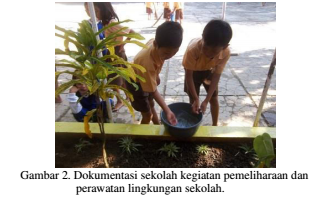 Gambar 2. Dokumentasi sekolah kegiatan pemeliharaan dan
perawatan lingkungan sekolah.